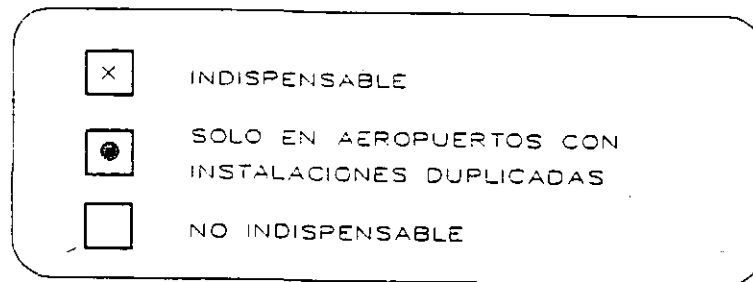 INDISPENSABLE
SOLO EN AEROPUERTOS CON
INSTALACIONES DUPLICADAS
NO INDISPENSABLE